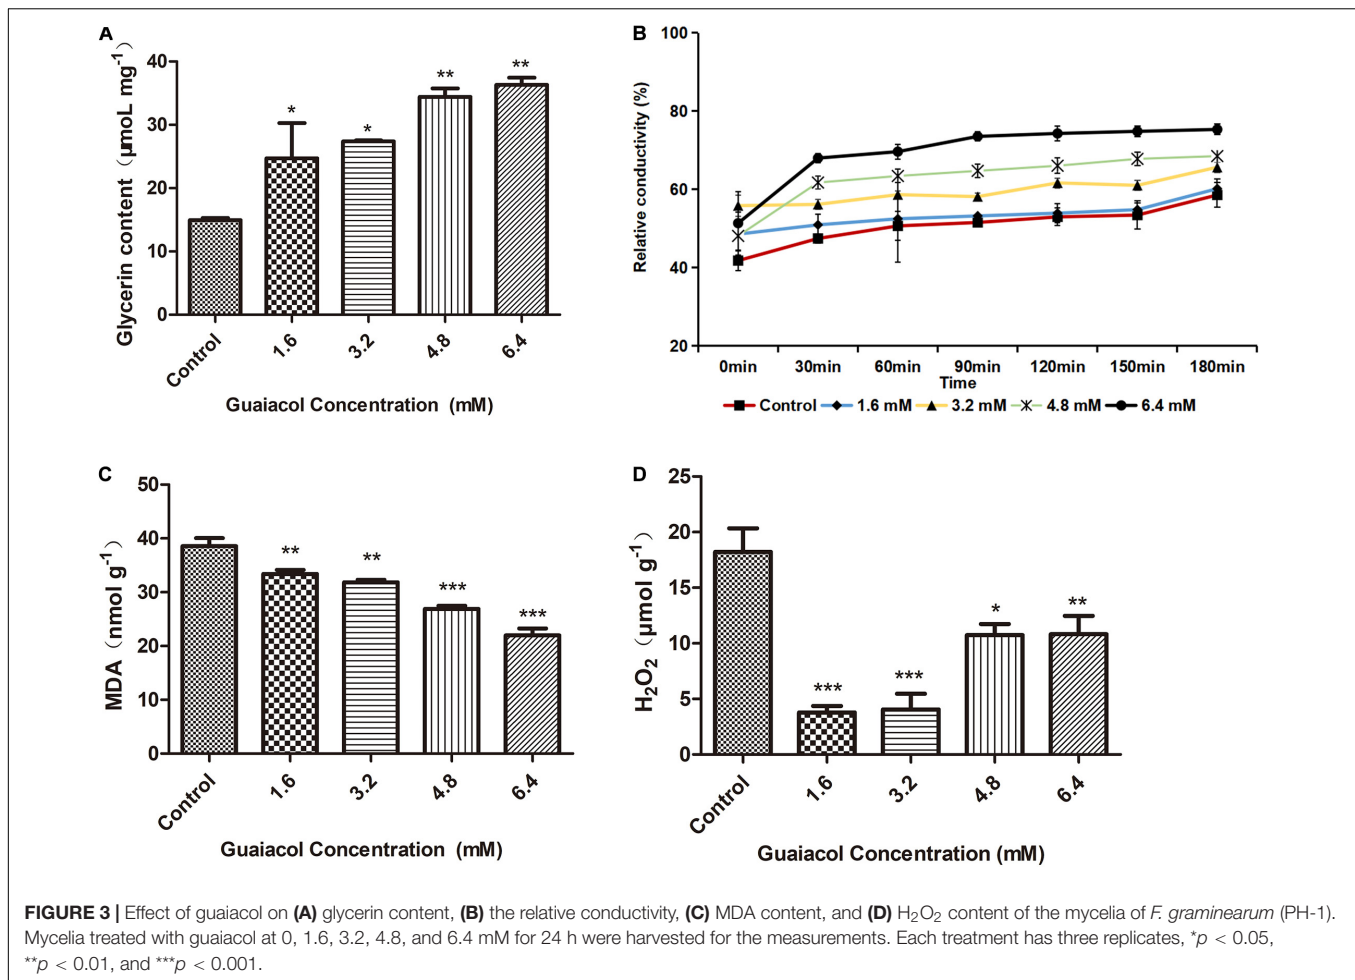 A
Glycerin content (μmoL mg⁻¹)
40
30
20
10
0
*
*
**
**
Control
1.6
3.2
4.8
6.4
Guaiacol Concentration (mM)
B
Relative conductivity (%)
100
80
60
40
20
0min 30min 60min 90min 120min 150min 180min
Time
Control 1.6 mM 3.2 mM 4.8 mM 6.4 mM
C
MDA (nmol g⁻¹)
50
40
30
20
10
0
**
**
***
***
Control
1.6
3.2
4.8
6.4
Guaiacol Concentration (mM)
D
H₂O₂ (μmol g⁻¹)
25
20
15
10
5
0
***
***
*
**
Control
1.6
3.2
4.8
6.4
Guaiacol Concentration (mM)
FIGURE 3 | Effect of guaiacol on (A) glycerin content, (B) the relative conductivity, (C) MDA content, and (D) H₂O₂ content of the mycelia of F. graminearum (PH-1).
Mycelia treated with guaiacol at 0, 1.6, 3.2, 4.8, and 6.4 mM for 24 h were harvested for the measurements. Each treatment has three replicates, *p < 0.05,
**p < 0.01, and ***p < 0.001.